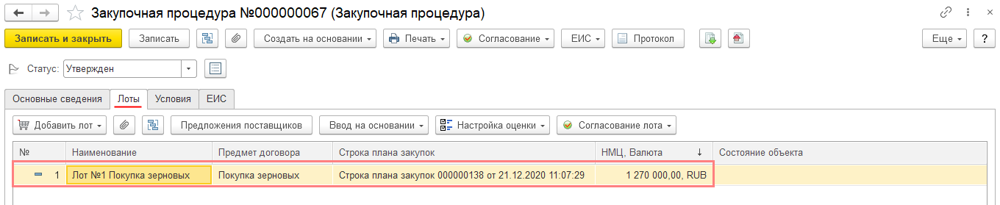 Закупочная процедура №000000067 (Закупочная процедура)
Записать и закрыть Записать Создать на основании Печать Согласование ЕИС Протокол Еще ?
Статус: Утвержден
Основные сведения Лоты Условия ЕИС
Добавить лот Предложения поставщиков Ввод на основании Настройка оценки Согласование лота
№ Наименование Предмет договора Строка плана закупок НМЦ, Валюта ↓ Состояние объекта
1 Лот №1 Покупка зерновых Покупка зерновых Строка плана закупок 000000138 от 21.12.2020 11:07:29 1 270 000,00, RUB